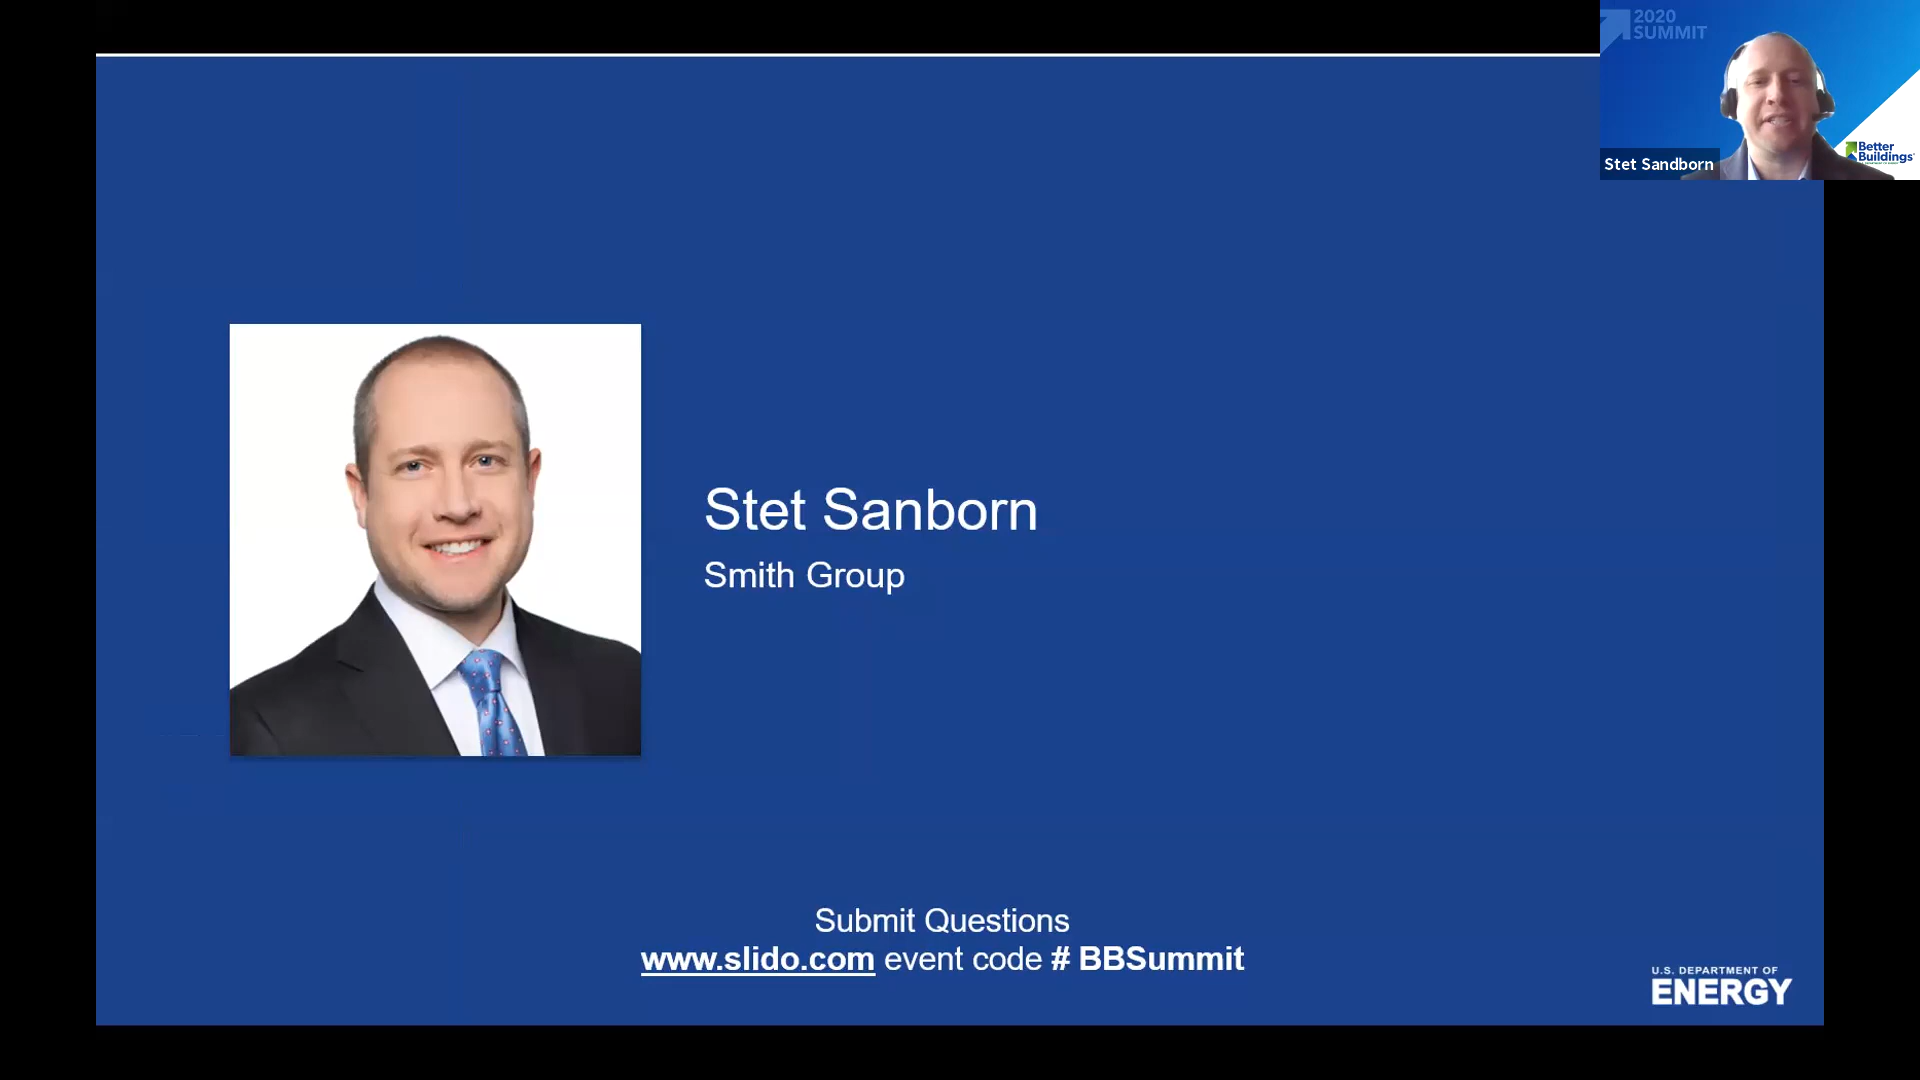 2020
SUMMIT
Better
Buildings
Stet Sandborn
Stet Sanborn
Smith Group
Submit Questions
www.slido.com event code # BBSummit
U.S. DEPARTMENT OF
ENERGY